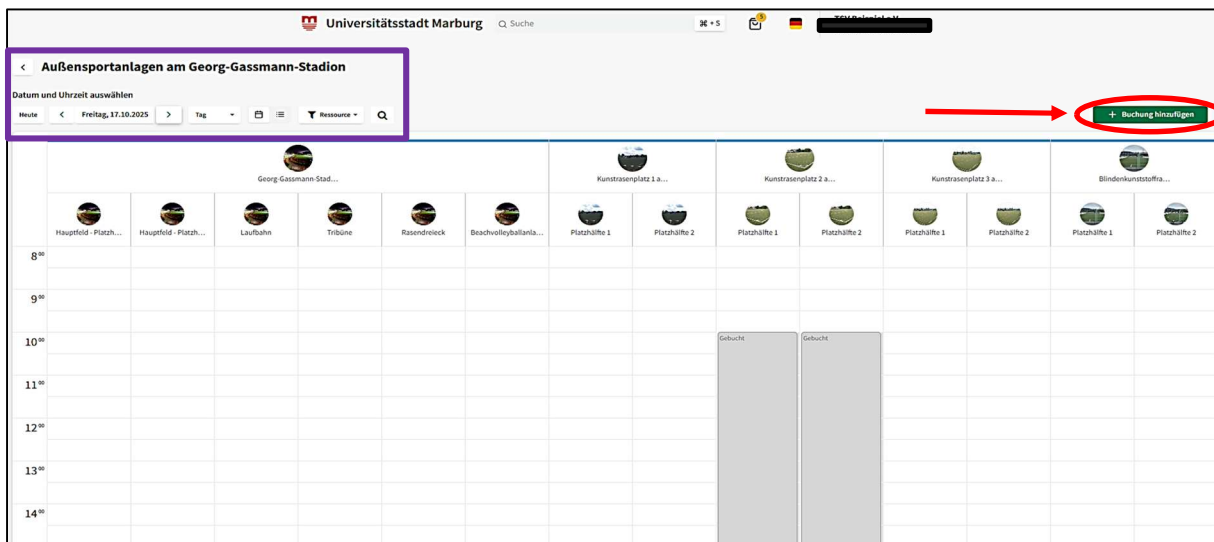 Universitätsstadt Marburg Suche ⌘ + S 5
Außensportanlagen am Georg-Gassmann-Stadion
Datum und Uhrzeit auswählen
Heute Freitag, 17.10.2025 Tag Ressource
+ Buchung hinzufügen
Georg-Gassmann-Stad... Kunstrasenplatz 1 a... Kunstrasenplatz 2 a... Kunstrasenplatz 3 a... Blindenkunststoffra...
Hauptfeld - Platzh... Hauptfeld - Platzh... Laufbahn Tribüne Rasendreieck Beachvolleyballanla... Platzhälfte 1 Platzhälfte 2 Platzhälfte 1 Platzhälfte 2 Platzhälfte 1 Platzhälfte 2 Platzhälfte 1 Platzhälfte 2
8⁰⁰
9⁰⁰
10⁰⁰ Gebucht Gebucht
11⁰⁰
12⁰⁰
13⁰⁰
14⁰⁰